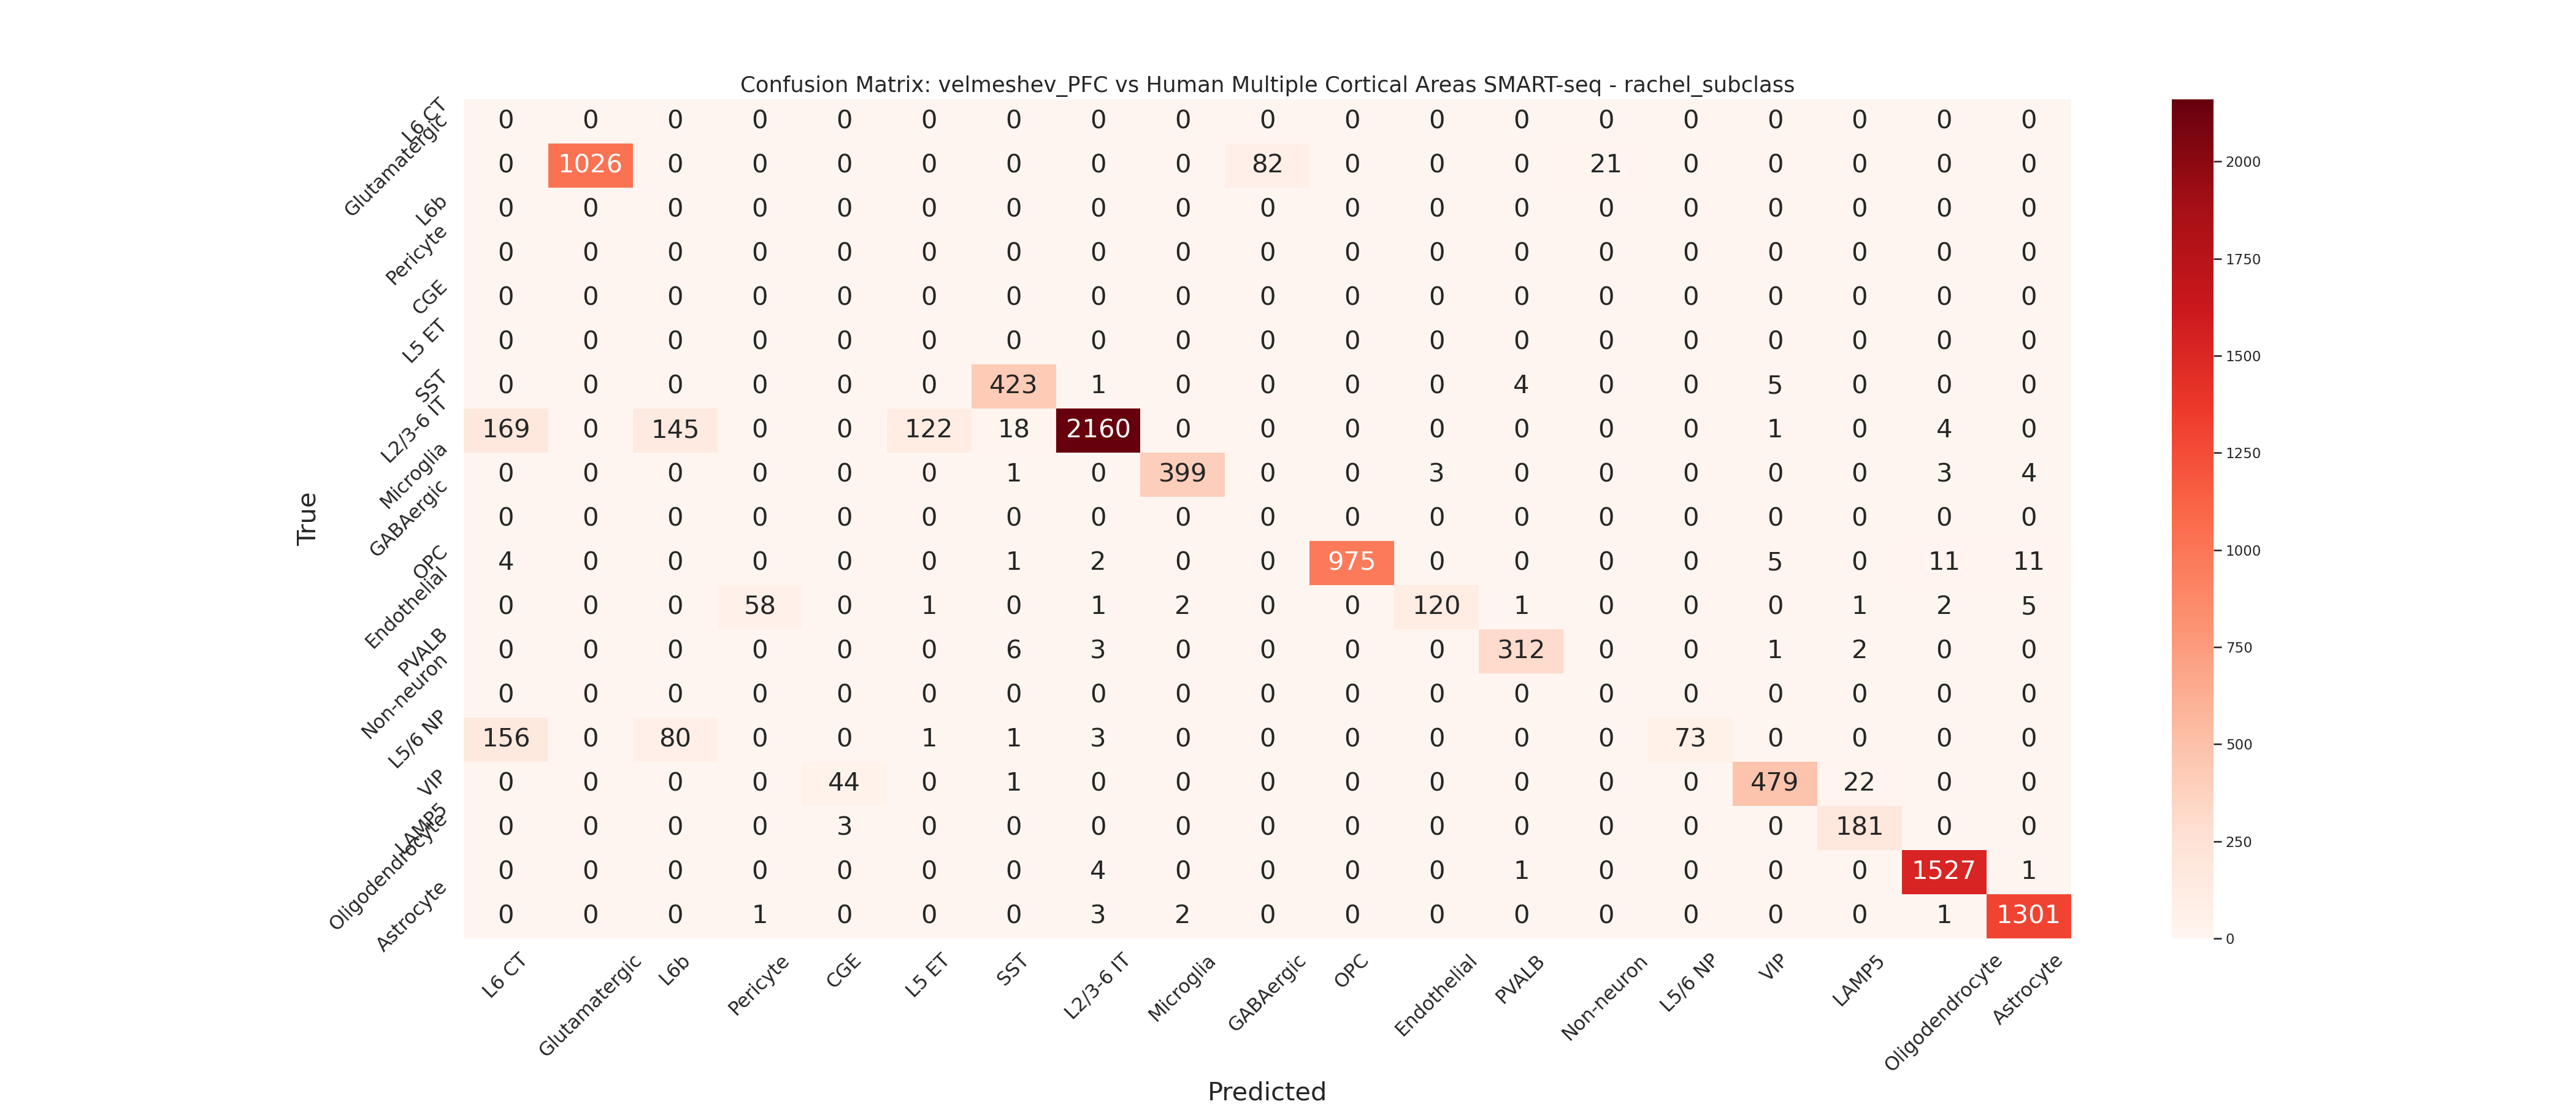 Confusion Matrix: velmeshev_PFC vs Human Multiple Cortical Areas SMART-seq - rachel_subclass
True
L6 CT 0 0 0 0 0 0 0 0 0 0 0 0 0 0 0 0 0 0 0
Glutamatergic 0 1026 0 0 0 0 0 0 0 82 0 0 0 21 0 0 0 0 0
L6b 0 0 0 0 0 0 0 0 0 0 0 0 0 0 0 0 0 0 0
Pericyte 0 0 0 0 0 0 0 0 0 0 0 0 0 0 0 0 0 0 0
CGE 0 0 0 0 0 0 0 0 0 0 0 0 0 0 0 0 0 0 0
L5 ET 0 0 0 0 0 0 0 0 0 0 0 0 0 0 0 0 0 0 0
SST 0 0 0 0 0 0 423 1 0 0 0 0 4 0 0 5 0 0 0
L2/3-6 IT 169 0 145 0 0 122 18 2160 0 0 0 0 0 0 0 1 0 4 0
Microglia 0 0 0 0 0 0 1 0 399 0 0 3 0 0 0 0 0 3 4
GABAergic 0 0 0 0 0 0 0 0 0 0 0 0 0 0 0 0 0 0 0
OPC 4 0 0 0 0 0 1 2 0 0 975 0 0 0 0 5 0 11 11
Endothelial 0 0 0 58 0 1 0 1 2 0 0 120 1 0 0 0 1 2 5
PVALB 0 0 0 0 0 0 6 3 0 0 0 0 312 0 0 1 2 0 0
Non-neuron 0 0 0 0 0 0 0 0 0 0 0 0 0 0 0 0 0 0 0
L5/6 NP 156 0 80 0 0 1 1 3 0 0 0 0 0 0 73 0 0 0 0
VIP 0 0 0 0 44 0 1 0 0 0 0 0 0 0 0 479 22 0 0
LAMP5 0 0 0 0 3 0 0 0 0 0 0 0 0 0 0 0 181 0 0
Oligodendrocyte 0 0 0 0 0 0 0 4 0 0 0 0 1 0 0 0 0 1527 1
Astrocyte 0 0 0 1 0 0 0 3 2 0 0 0 0 0 0 0 0 1 1301
L6 CT Glutamatergic L6b Pericyte CGE L5 ET SST L2/3-6 IT Microglia GABAergic OPC Endothelial PVALB Non-neuron L5/6 NP VIP LAMP5 Oligodendrocyte Astrocyte
Predicted
2000
1750
1500
1250
1000
750
500
250
0